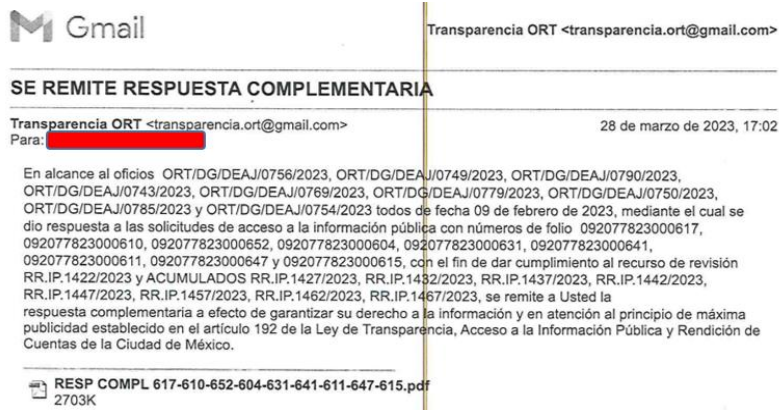 Gmail
Transparencia ORT <transparencia.ort@gmail.com>
SE REMITE RESPUESTA COMPLEMENTARIA
Transparencia ORT <transparencia.ort@gmail.com>
28 de marzo de 2023, 17:02
Para:
En alcance al oficios ORT/DG/DEAJ/0756/2023, ORT/DG/DEAJ/0749/2023, ORT/DG/DEAJ/0790/2023,
ORT/DG/DEAJ/0743/2023, ORT/DG/DEAJ/0769/2023, ORT/DG/DEAJ/0779/2023, ORT/DG/DEAJ/0750/2023,
ORT/DG/DEAJ/0785/2023 y ORT/DG/DEAJ/0754/2023 todos de fecha 09 de febrero de 2023, mediante el cual se
dio respuesta a las solicitudes de acceso a la información pública con números de folio 092077823000617,
092077823000610, 092077823000652, 092077823000604, 092077823000631, 092077823000641,
092077823000611, 092077823000647 y 092077823000615, con el fin de dar cumplimiento al recurso de revisión
RR.IP.1422/2023 y ACUMULADOS RR.IP.1427/2023, RR.IP.1432/2023, RR.IP.1437/2023, RR.IP.1442/2023,
RR.IP.1447/2023, RR.IP.1457/2023, RR.IP.1462/2023, RR.IP.1467/2023, se remite a Usted la
respuesta complementaria a efecto de garantizar su derecho a la información y en atención al principio de máxima
publicidad establecido en el artículo 192 de la Ley de Transparencia, Acceso a la Información Pública y Rendición de
Cuentas de la Ciudad de México.
RESP COMPL 617-610-652-604-631-641-611-647-615.pdf
2703K